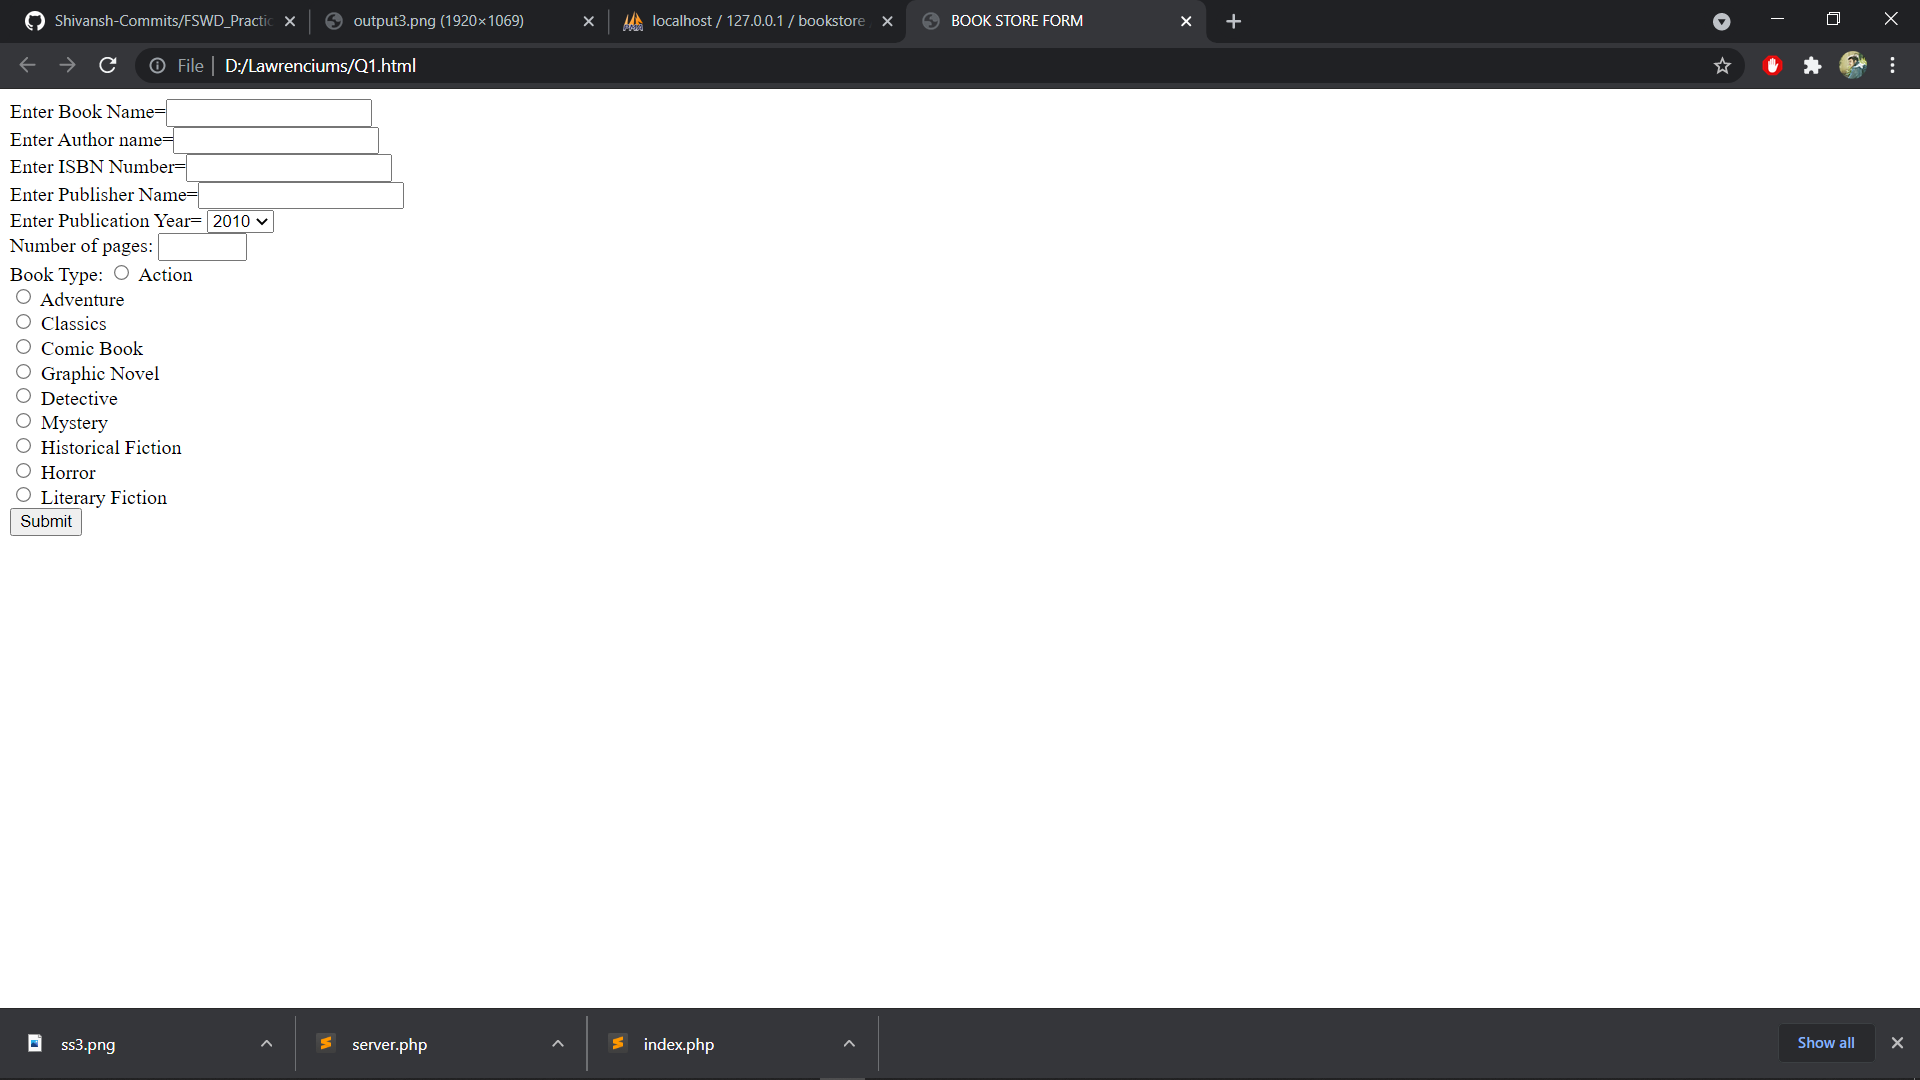 Shivansh-Commits/FSWD_Practic
output3.png (1920×1069)
localhost / 127.0.0.1 / bookstore
BOOK STORE FORM
File | D:/Lawrenciums/Q1.html
Enter Book Name=
Enter Author name=
Enter ISBN Number=
Enter Publisher Name=
Enter Publication Year= 2010
Number of pages:
Book Type: Action
Adventure
Classics
Comic Book
Graphic Novel
Detective
Mystery
Historical Fiction
Horror
Literary Fiction
Submit
ss3.png
server.php
index.php
Show all